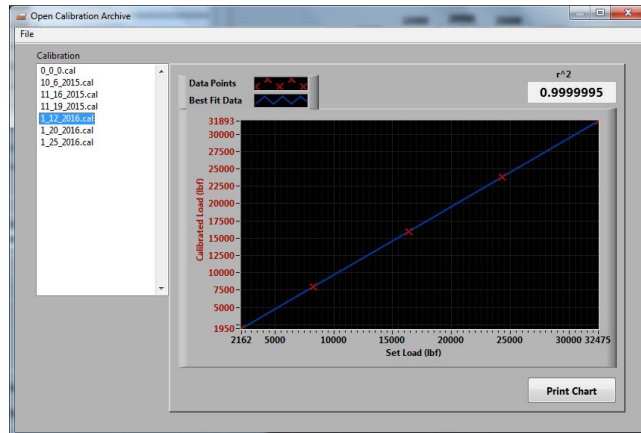 Open Calibration Archive
File
Calibration
0_0_0.cal
10_6_2015.cal
11_16_2015.cal
11_19_2015.cal
1_12_2016.cal
1_20_2016.cal
1_25_2016.cal
Data Points
Best Fit Data
r^2
0.9999995
Calibrated Load (lbf)
31893
30000
27500
25000
22500
20000
17500
15000
12500
10000
7500
5000
1950
2162 5000 10000 15000 20000 25000 30000 32475
Set Load (lbf)
Print Chart